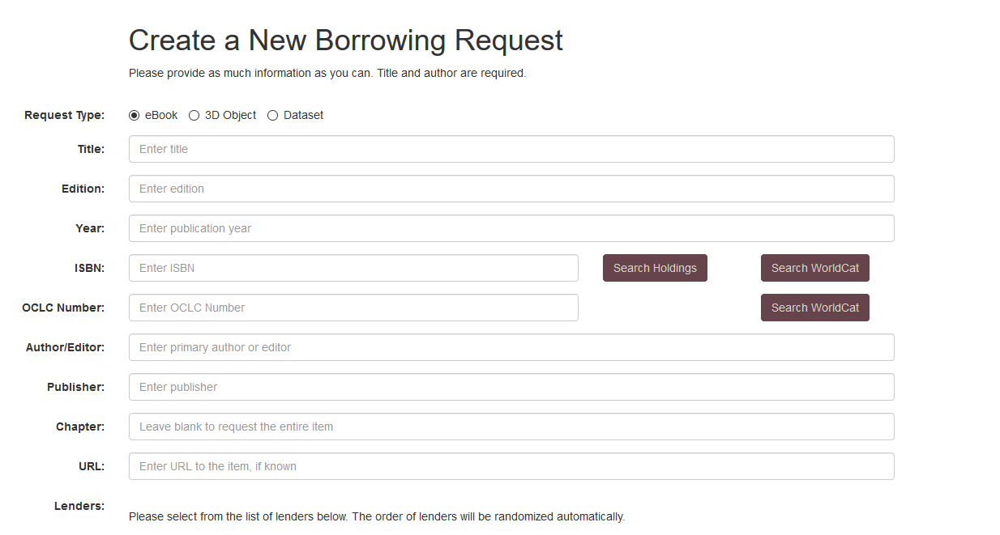 Create a New Borrowing Request
Please provide as much information as you can. Title and author are required.
Request Type: eBook 3D Object Dataset
Title: Enter title
Edition: Enter edition
Year: Enter publication year
ISBN: Enter ISBN Search Holdings Search WorldCat
OCLC Number: Enter OCLC Number Search WorldCat
Author/Editor: Enter primary author or editor
Publisher: Enter publisher
Chapter: Leave blank to request the entire item
URL: Enter URL to the item, if known
Lenders:
Please select from the list of lenders below. The order of lenders will be randomized automatically.